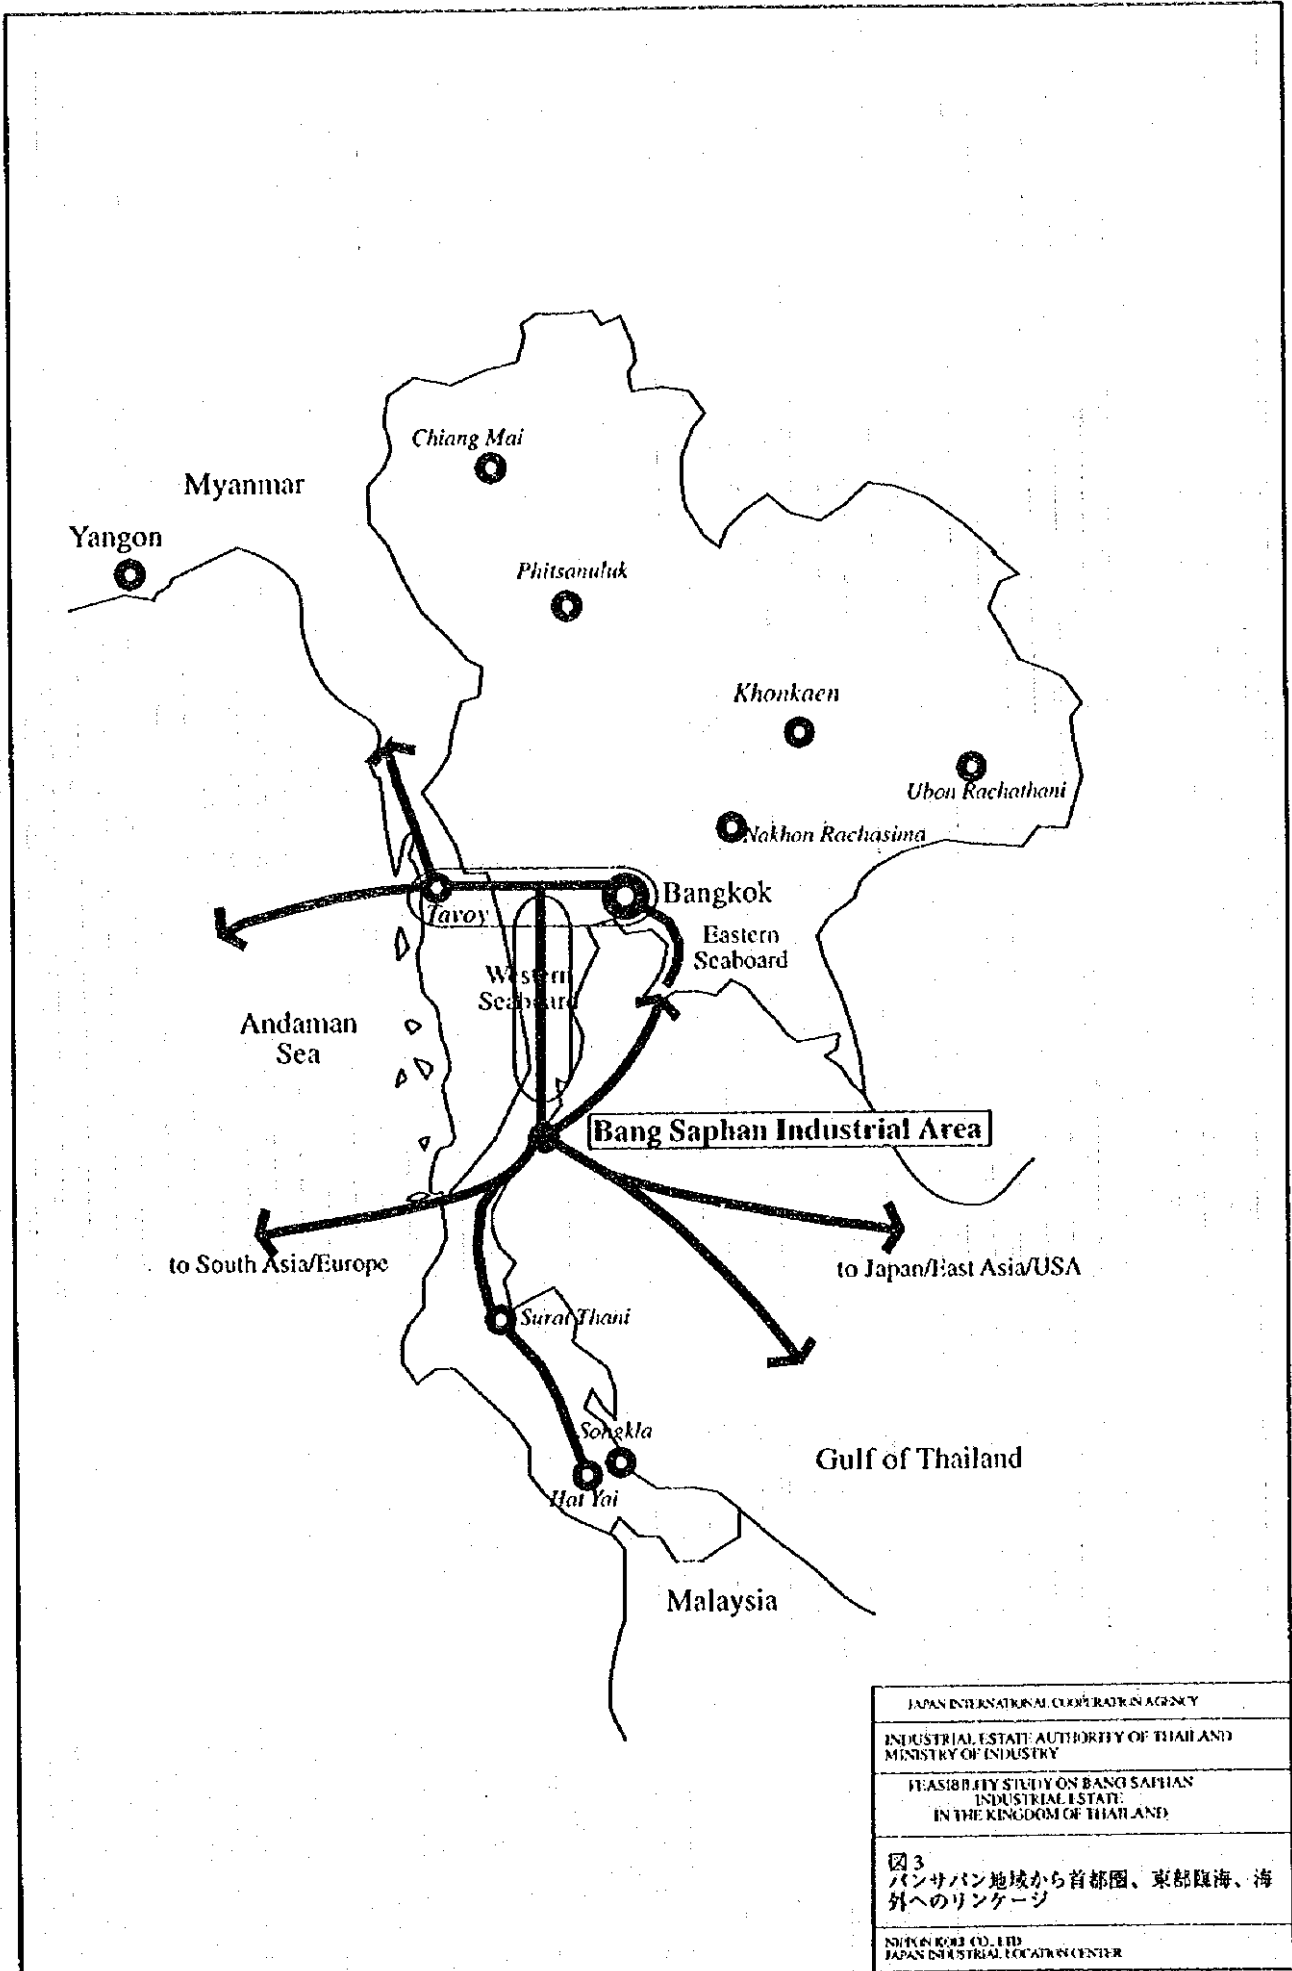 Chiang Mai
Myanmar
Yangon
Phitsanuluk
Khonkaen
Ubon Rachathani
Nakhon Rachasima
Bangkok
Tavoy
Eastern
Seaboard
Western
Seaboard
Andaman
Sea
Bang Saphan Industrial Area
to South Asia/Europe
to Japan/East Asia/USA
Surat Thani
Songkla
Gulf of Thailand
Hat Yai
Malaysia
JAPAN INTERNATIONAL COOPERATION AGENCY
INDUSTRIAL ESTATE AUTHORITY OF THAILAND
MINISTRY OF INDUSTRY
FEASIBILITY STUDY ON BANG SAPHAN
INDUSTRIAL ESTATE
IN THE KINGDOM OF THAILAND
図 3
バンサパン地域から首都圏、東部臨海、海
外へのリンケージ
NIPPON KOEI CO., LTD
JAPAN INDUSTRIAL LOCATION CENTER